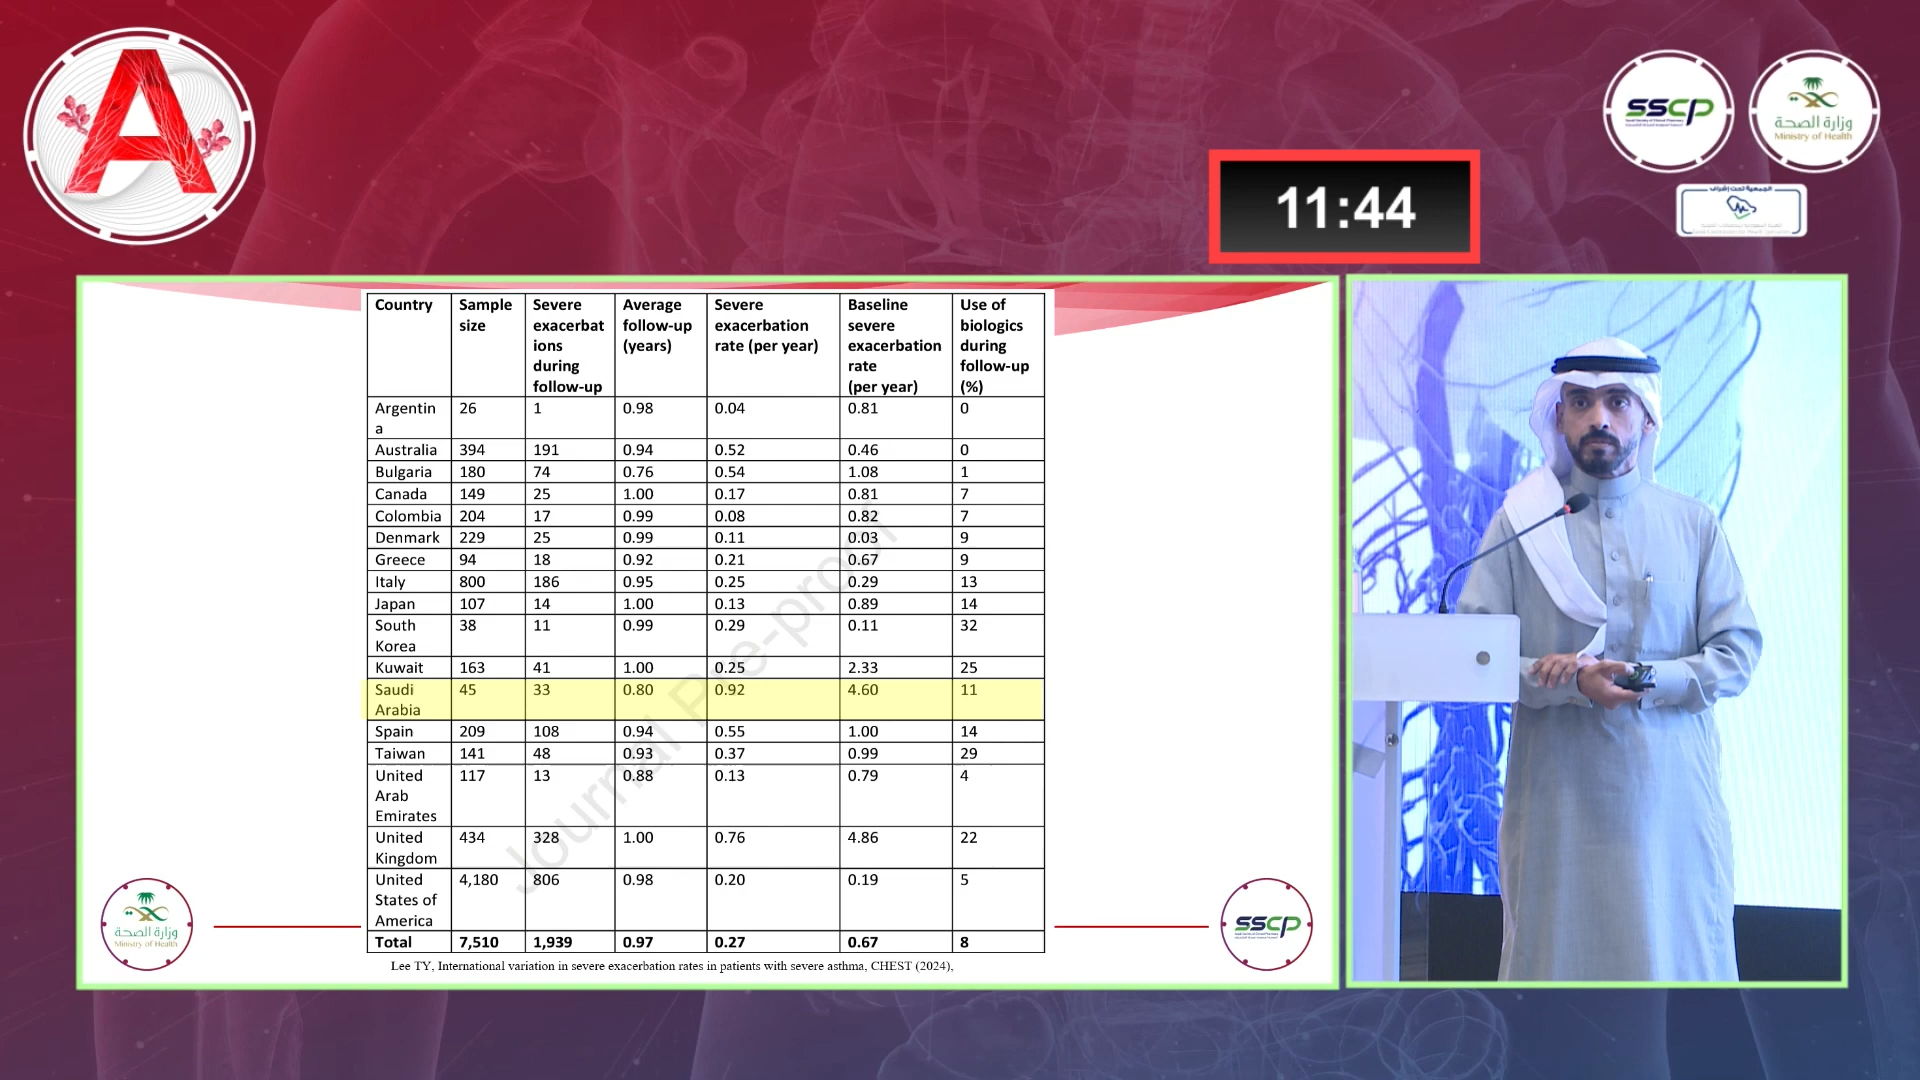 A
SSCP
وزارة الصحة
Ministry of Health
الجمعية تحت إشراف
11:44
Country Sample size Severe exacerbat ions during follow-up Average follow-up (years) Severe exacerbation rate (per year) Baseline severe exacerbation rate (per year) Use of biologics during follow-up (%)
Argentin a 26 1 0.98 0.04 0.81 0
Australia 394 191 0.94 0.52 0.46 0
Bulgaria 180 74 0.76 0.54 1.08 1
Canada 149 25 1.00 0.17 0.81 7
Colombia 204 17 0.99 0.08 0.82 7
Denmark 229 25 0.99 0.11 0.03 9
Greece 94 18 0.92 0.21 0.67 9
Italy 800 186 0.95 0.25 0.29 13
Japan 107 14 1.00 0.13 0.89 14
South Korea 38 11 0.99 0.29 0.11 32
Kuwait 163 41 1.00 0.25 2.33 25
Saudi Arabia 45 33 0.80 0.92 4.60 11
Spain 209 108 0.94 0.55 1.00 14
Taiwan 141 48 0.93 0.37 0.99 29
United Arab Emirates 117 13 0.88 0.13 0.79 4
United Kingdom 434 328 1.00 0.76 4.86 22
United States of America 4,180 806 0.98 0.20 0.19 5
Total 7,510 1,939 0.97 0.27 0.67 8
Journal Pre-proof
Lee TY, International variation in severe exacerbation rates in patients with severe asthma, CHEST (2024),
وزارة الصحة
Ministry of Health
SSCP